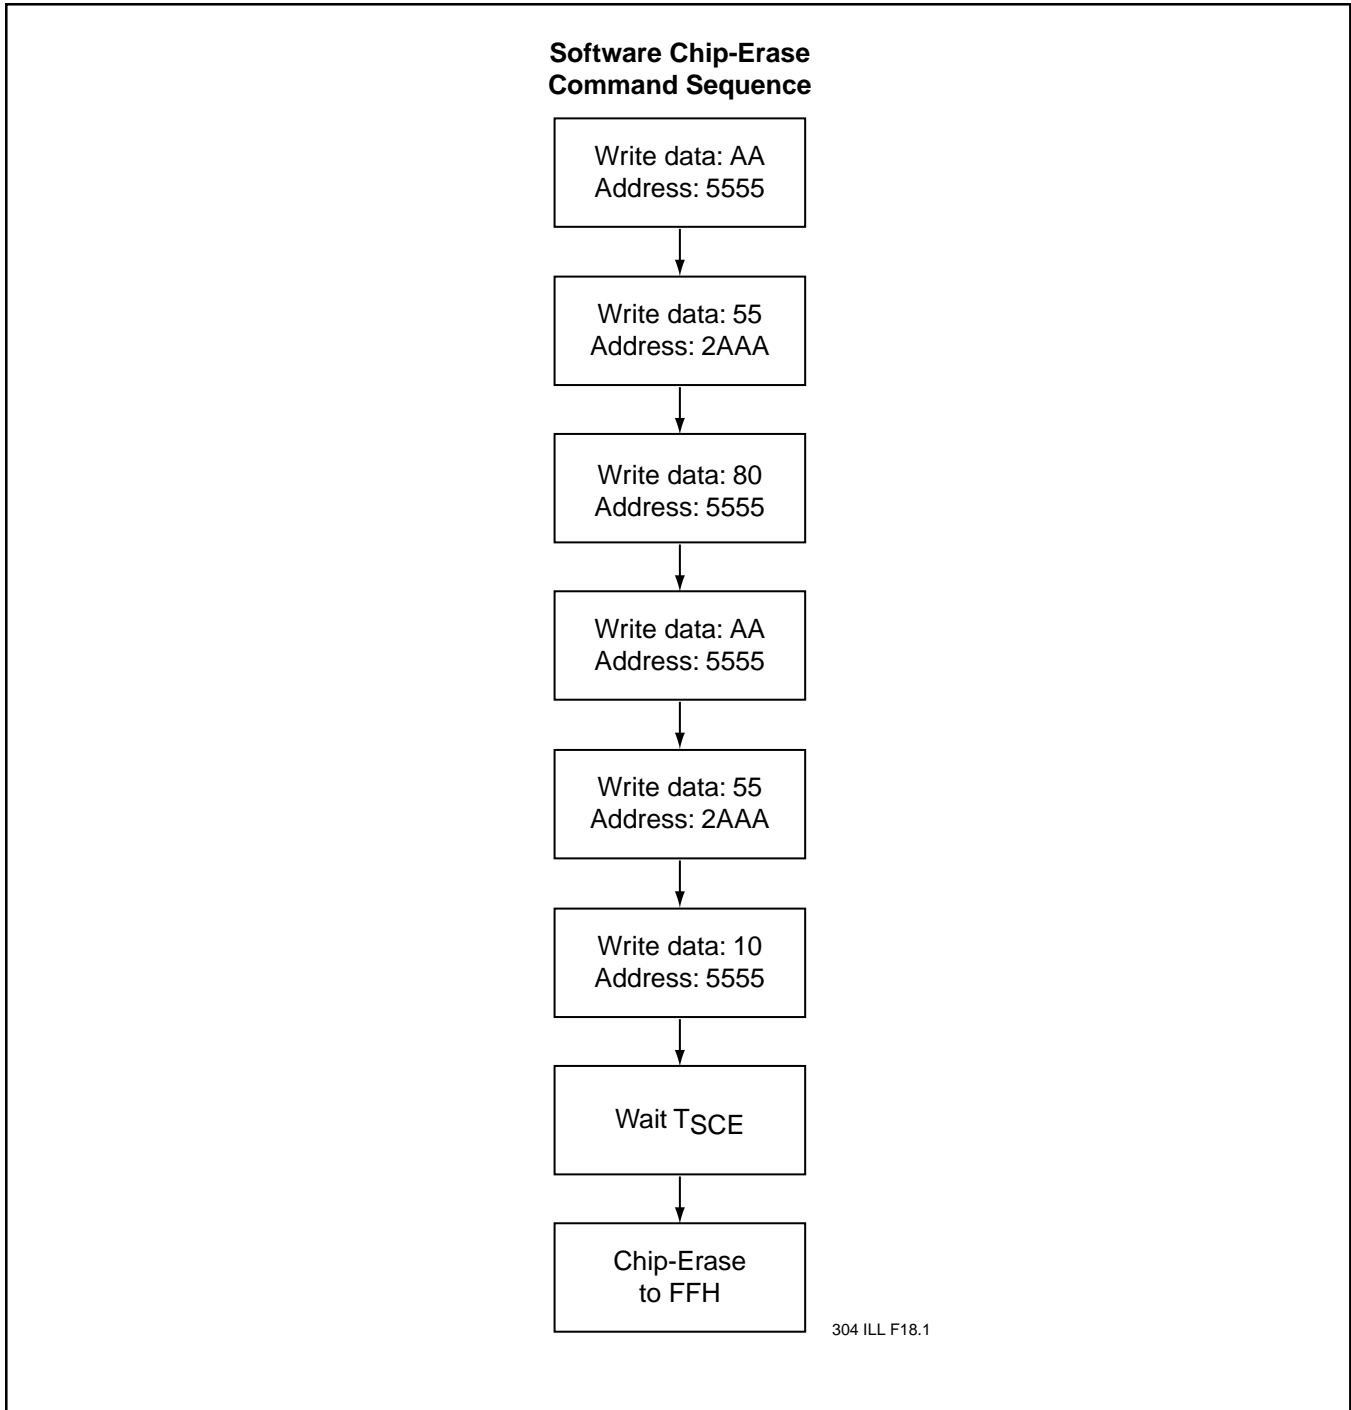 Software Chip-Erase
Command Sequence
Write data: AA
Address: 5555
Write data: 55
Address: 2AAA
Write data: 80
Address: 5555
Write data: AA
Address: 5555
Write data: 55
Address: 2AAA
Write data: 10
Address: 5555
Wait TSCE
Chip-Erase
to FFH
304 ILL F18.1